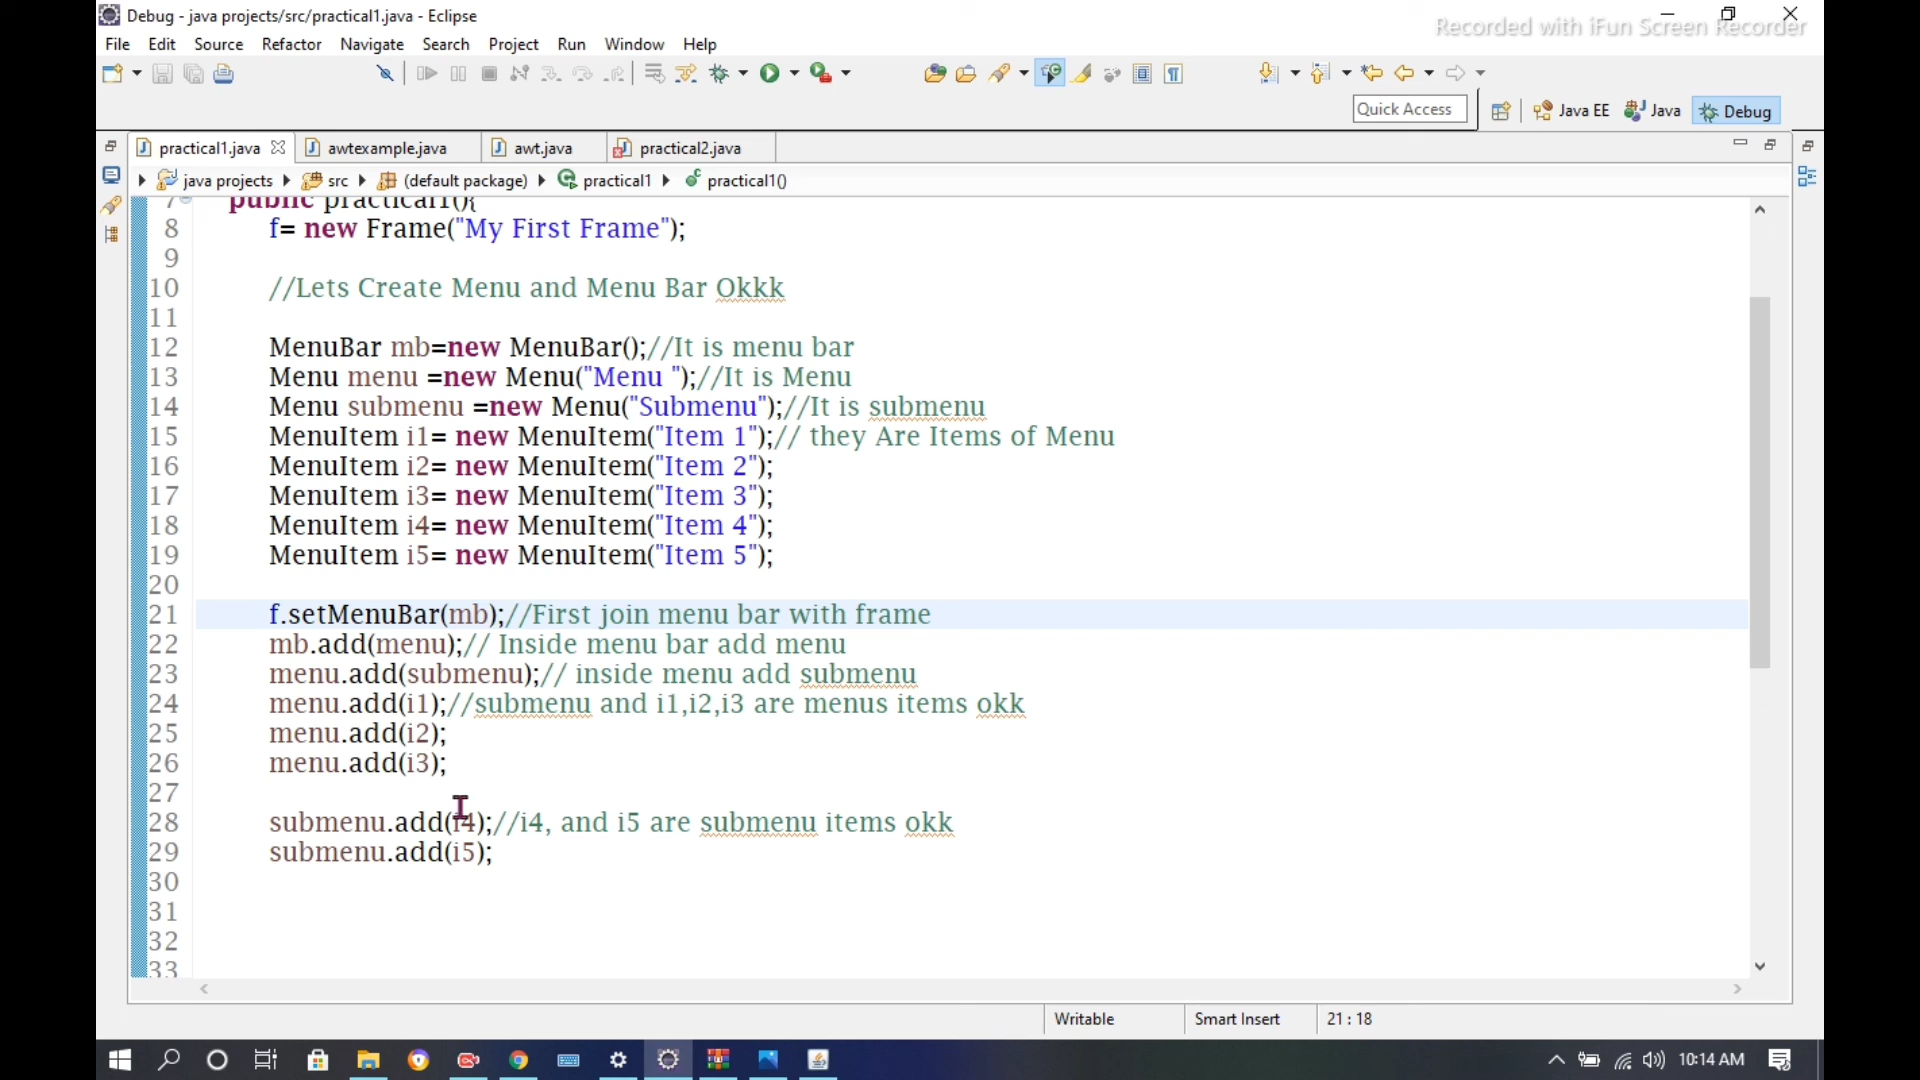 Debug - java projects/src/practical1.java - Eclipse
Recorded with iFun Screen Recorder
File Edit Source Refactor Navigate Search Project Run Window Help
Quick Access
Java EE
Java
Debug
practical1.java
awtexample.java
awt.java
practical2.java
java projects
src
(default package)
practical1
practical1()
7 public practical1(){
8 f= new Frame("My First Frame");
9
10 //Lets Create Menu and Menu Bar Okkk
11
12 MenuBar mb=new MenuBar();//It is menu bar
13 Menu menu =new Menu("Menu ");//It is Menu
14 Menu submenu =new Menu("Submenu");//It is submenu
15 MenuItem i1= new MenuItem("Item 1");// they Are Items of Menu
16 MenuItem i2= new MenuItem("Item 2");
17 MenuItem i3= new MenuItem("Item 3");
18 MenuItem i4= new MenuItem("Item 4");
19 MenuItem i5= new MenuItem("Item 5");
20
21 f.setMenuBar(mb);//First join menu bar with frame
22 mb.add(menu);// Inside menu bar add menu
23 menu.add(submenu);// inside menu add submenu
24 menu.add(i1);//submenu and i1,i2,i3 are menus items okk
25 menu.add(i2);
26 menu.add(i3);
27
28 submenu.add(i4);//i4, and i5 are submenu items okk
29 submenu.add(i5);
30
31
32
33
Writable
Smart Insert
21 : 18
10:14 AM